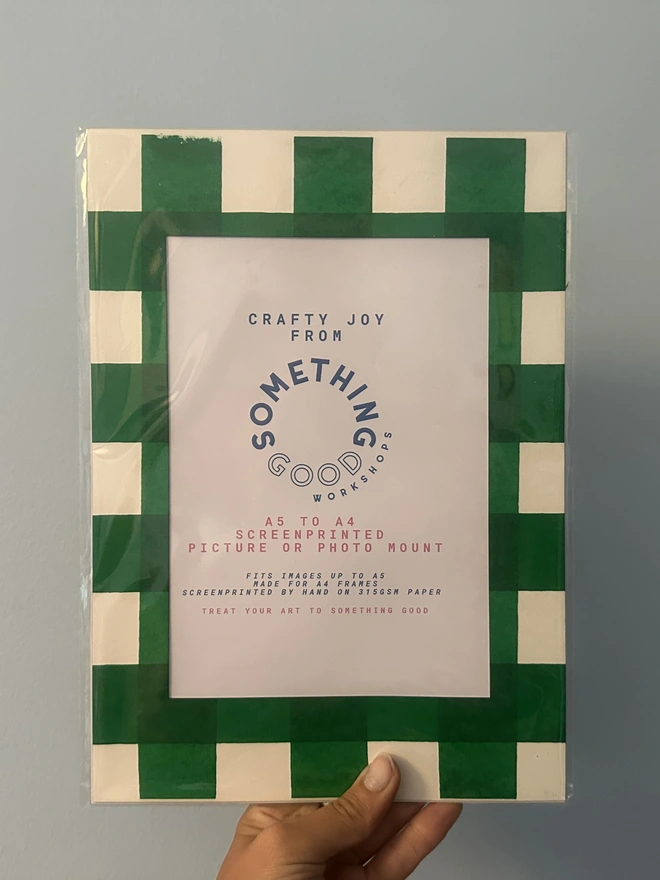 CRAFTY JOY
FROM
SOMETHING
GOOD
WORKSHOPS
A5 TO A4
SCREENPRINTED
PICTURE OR PHOTO MOUNT
FITS IMAGES UP TO A5
MADE FOR A4 FRAMES
SCREENPRINTED BY HAND ON 315GSM PAPER
TREAT YOUR ART TO SOMETHING GOOD